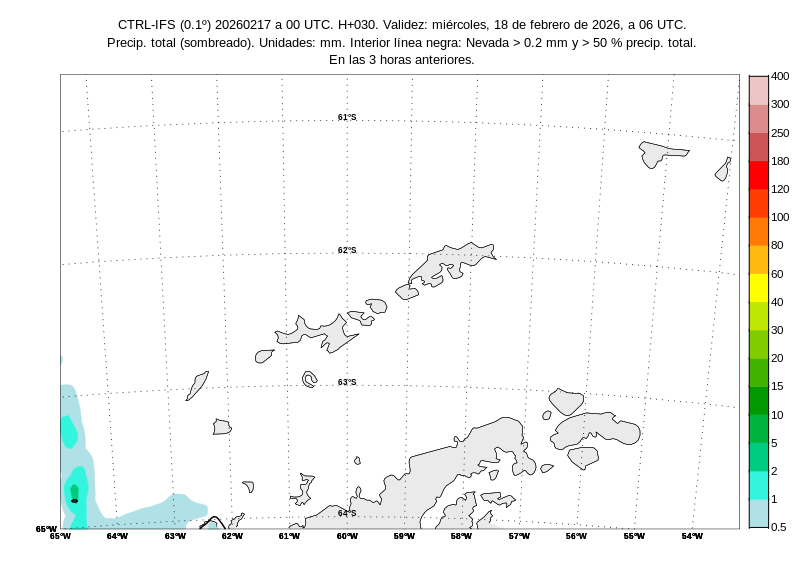 CTRL-IFS (0.1º) 20260217 a 00 UTC. H+030. Validez: miércoles, 18 de febrero de 2026, a 06 UTC.
Precip. total (sombreado). Unidades: mm. Interior línea negra: Nevada > 0.2 mm y > 50 % precip. total.
En las 3 horas anteriores.
400
300
250
180
120
100
80
60
40
30
20
15
10
5
2
1
0.5
61°S
62°S
63°S
64°S
65°W
65°W 64°W 63°W 62°W 61°W 60°W 59°W 58°W 57°W 56°W 55°W 54°W